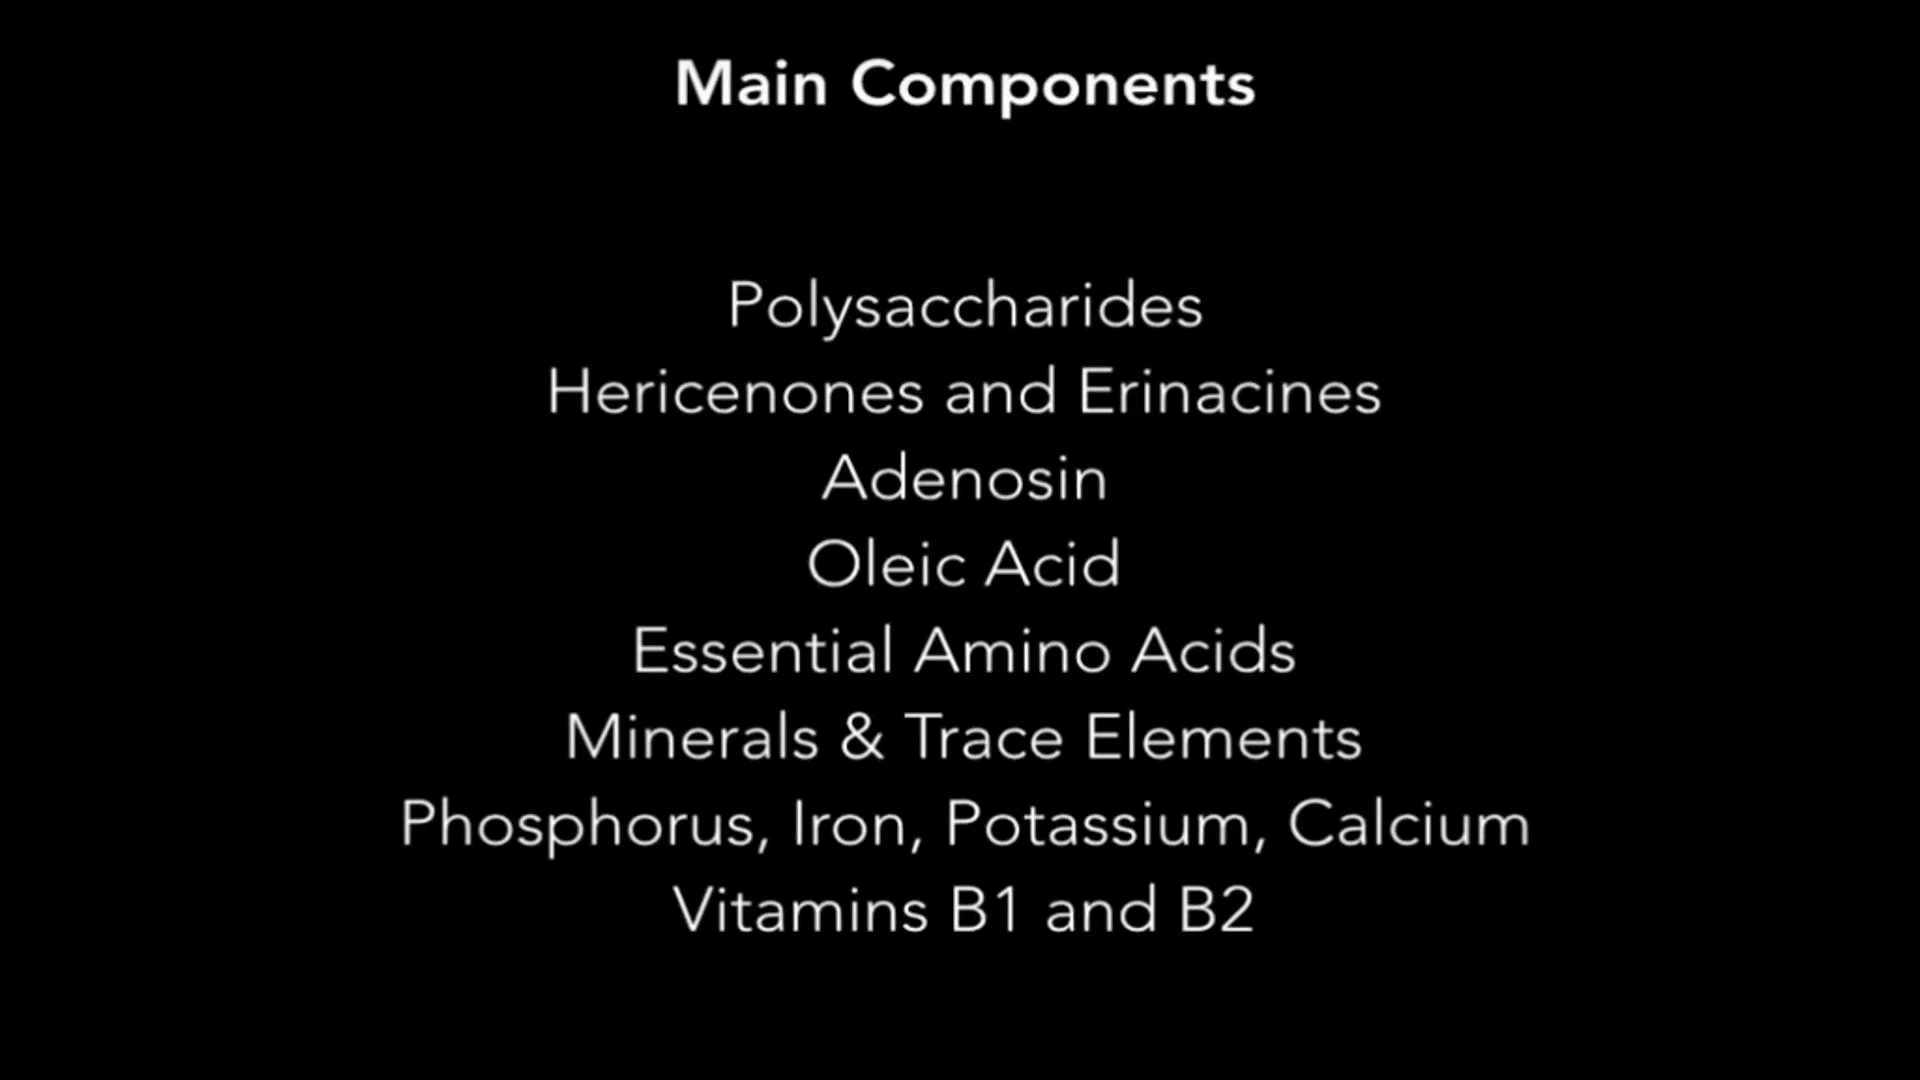 Main Components
Polysaccharides
Hericenones and Erinacines
Adenosin
Oleic Acid
Essential Amino Acids
Minerals & Trace Elements
Phosphorus, Iron, Potassium, Calcium
Vitamins B1 and B2